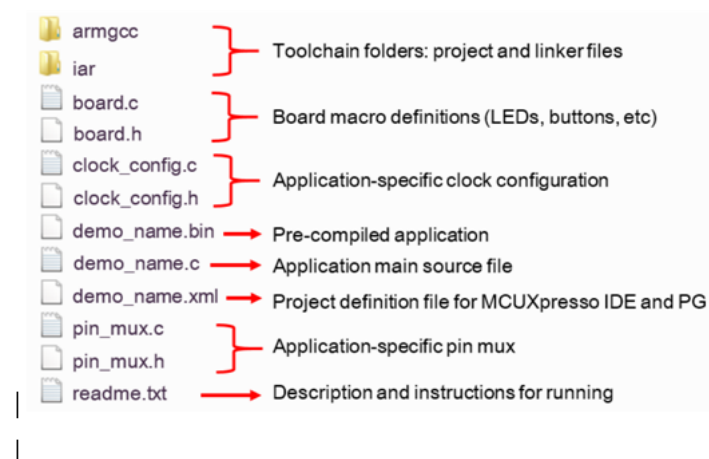 armgcc
iar
Toolchain folders: project and linker files
board.c
board.h
Board macro definitions (LEDs, buttons, etc)
clock_config.c
clock_config.h
Application-specific clock configuration
demo_name.bin Pre-compiled application
demo_name.c Application main source file
demo_name.xml Project definition file for MCUXpresso IDE and PG
pin_mux.c
pin_mux.h
Application-specific pin mux
readme.txt Description and instructions for running